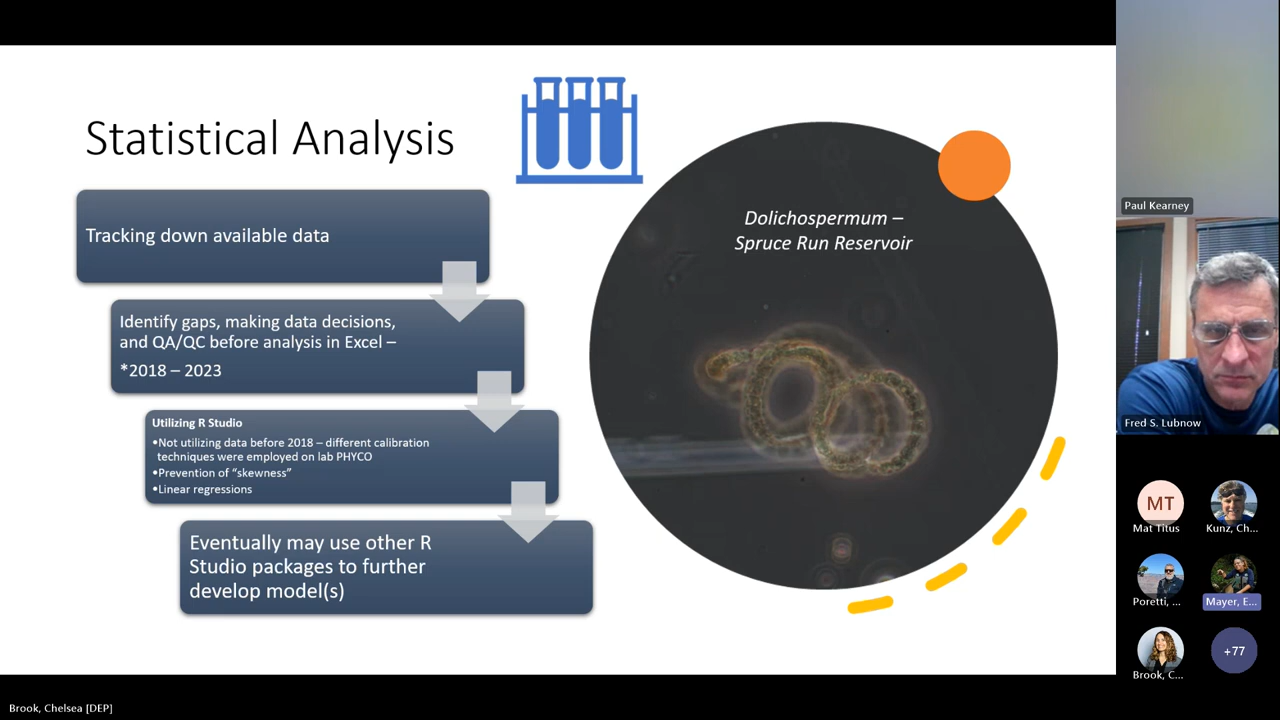 Statistical Analysis
Tracking down available data
Identify gaps, making data decisions,
and QA/QC before analysis in Excel –
*2018 – 2023
Utilizing R Studio
•Not utilizing data before 2018 – different calibration
techniques were employed on lab PHYCO
•Prevention of “skewness”
•Linear regressions
Eventually may use other R
Studio packages to further
develop model(s)
Dolichospermum –
Spruce Run Reservoir
Paul Kearney
Fred S. Lubnow
MT
Mat Titus
Kunz, Ch...
Poretti, ...
Mayer, E...
Brook, C...
+77
Brook, Chelsea [DEP]